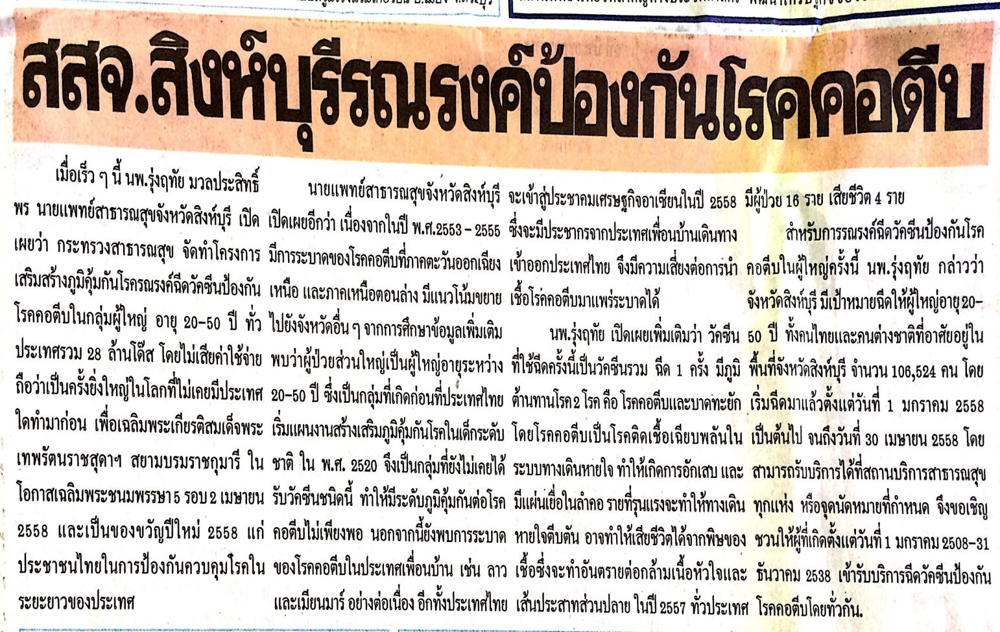 สสจ.สิงห์บุรีรณรงค์ป้องกันโรคคอตีบ
เมื่อเร็ว ๆ นี้ นพ.รุ่งฤทัย มวลประสิทธิ์
พร นายแพทย์สาธารณสุขจังหวัดสิงห์บุรี เปิด
เผยว่า กระทรวงสาธารณสุข จัดทำโครงการ
เสริมสร้างภูมิคุ้มกันโรครณรงค์ฉีดวัคซีนป้องกัน
โรคคอตีบในกลุ่มผู้ใหญ่ อายุ 20-50 ปี ทั่ว
ประเทศรวม 28 ล้านโด๊ส โดยไม่เสียค่าใช้จ่าย
ถือว่าเป็นครั้งยิ่งใหญ่ในโลกที่ไม่เคยมีประเทศ
ใดทำมาก่อน เพื่อเฉลิมพระเกียรติสมเด็จพระ
เทพรัตนราชสุดาฯ สยามบรมราชกุมารี ใน
โอกาสเฉลิมพระชนมพรรษา 5 รอบ 2 เมษายน
2558 และเป็นของขวัญปีใหม่ 2558 แก่
ประชาชนไทยในการป้องกันควบคุมโรคใน
ระยะยาวของประเทศ
นายแพทย์สาธารณสุขจังหวัดสิงห์บุรี
เปิดเผยอีกว่า เนื่องจากในปี พ.ศ.2553 - 2555
มีการระบาดของโรคคอตีบที่ภาคตะวันออกเฉียง
เหนือ และภาคเหนือตอนล่าง มีแนวโน้มขยาย
ไปยังจังหวัดอื่น ๆ จากการศึกษาข้อมูลเพิ่มเติม
พบว่าผู้ป่วยส่วนใหญ่เป็นผู้ใหญ่อายุระหว่าง
20-50 ปี ซึ่งเป็นกลุ่มที่เกิดก่อนที่ประเทศไทย
เริ่มแผนงานสร้างเสริมภูมิคุ้มกันโรคในเด็กระดับ
ชาติ ใน พ.ศ. 2520 จึงเป็นกลุ่มที่ยังไม่เคยได้
รับวัคซีนชนิดนี้ ทำให้มีระดับภูมิคุ้มกันต่อโรค
คอตีบไม่เพียงพอ นอกจากนี้ยังพบการระบาด
ของโรคคอตีบในประเทศเพื่อนบ้าน เช่น ลาว
และเมียนมาร์ อย่างต่อเนื่อง อีกทั้งประเทศไทย
จะเข้าสู่ประชาคมเศรษฐกิจอาเซียนในปี 2558
ซึ่งจะมีประชากรจากประเทศเพื่อนบ้านเดินทาง
เข้าออกประเทศไทย จึงมีความเสี่ยงต่อการนำ
เชื้อโรคคอตีบมาแพร่ระบาดได้
นพ.รุ่งฤทัย เปิดเผยเพิ่มเติมว่า วัคซีน
ที่ใช้ฉีดครั้งนี้เป็นวัคซีนรวม ฉีด 1 ครั้ง มีภูมิ
ต้านทานโรค 2 โรค คือ โรคคอตีบและบาดทะยัก
โดยโรคคอตีบเป็นโรคติดเชื้อเฉียบพลันใน
ระบบทางเดินหายใจ ทำให้เกิดการอักเสบ และ
มีแผ่นเยื่อในลำคอ รายที่รุนแรงจะทำให้ทางเดิน
หายใจตีบตัน อาจทำให้เสียชีวิตได้จากพิษของ
เชื้อซึ่งจะทำอันตรายต่อกล้ามเนื้อหัวใจและ
เส้นประสาทส่วนปลาย ในปี 2557 ทั่วประเทศ
มีผู้ป่วย 16 ราย เสียชีวิต 4 ราย
สำหรับการรณรงค์ฉีดวัคซีนป้องกันโรค
คอตีบในผู้ใหญ่ครั้งนี้ นพ.รุ่งฤทัย กล่าวว่า
จังหวัดสิงห์บุรี มีเป้าหมายฉีดให้ผู้ใหญ่อายุ 20-
50 ปี ทั้งคนไทยและคนต่างชาติที่อาศัยอยู่ใน
พื้นที่จังหวัดสิงห์บุรี จำนวน 106,524 คน โดย
เริ่มฉีดมาแล้วตั้งแต่วันที่ 1 มกราคม 2558
เป็นต้นไป จนถึงวันที่ 30 เมษายน 2558 โดย
สามารถรับบริการได้ที่สถานบริการสาธารณสุข
ทุกแห่ง หรือจุดนัดหมายที่กำหนด จึงขอเชิญ
ชวนให้ผู้ที่เกิดตั้งแต่วันที่ 1 มกราคม 2508-31
ธันวาคม 2538 เข้ารับบริการฉีดวัคซีนป้องกัน
โรคคอตีบโดยทั่วกัน.